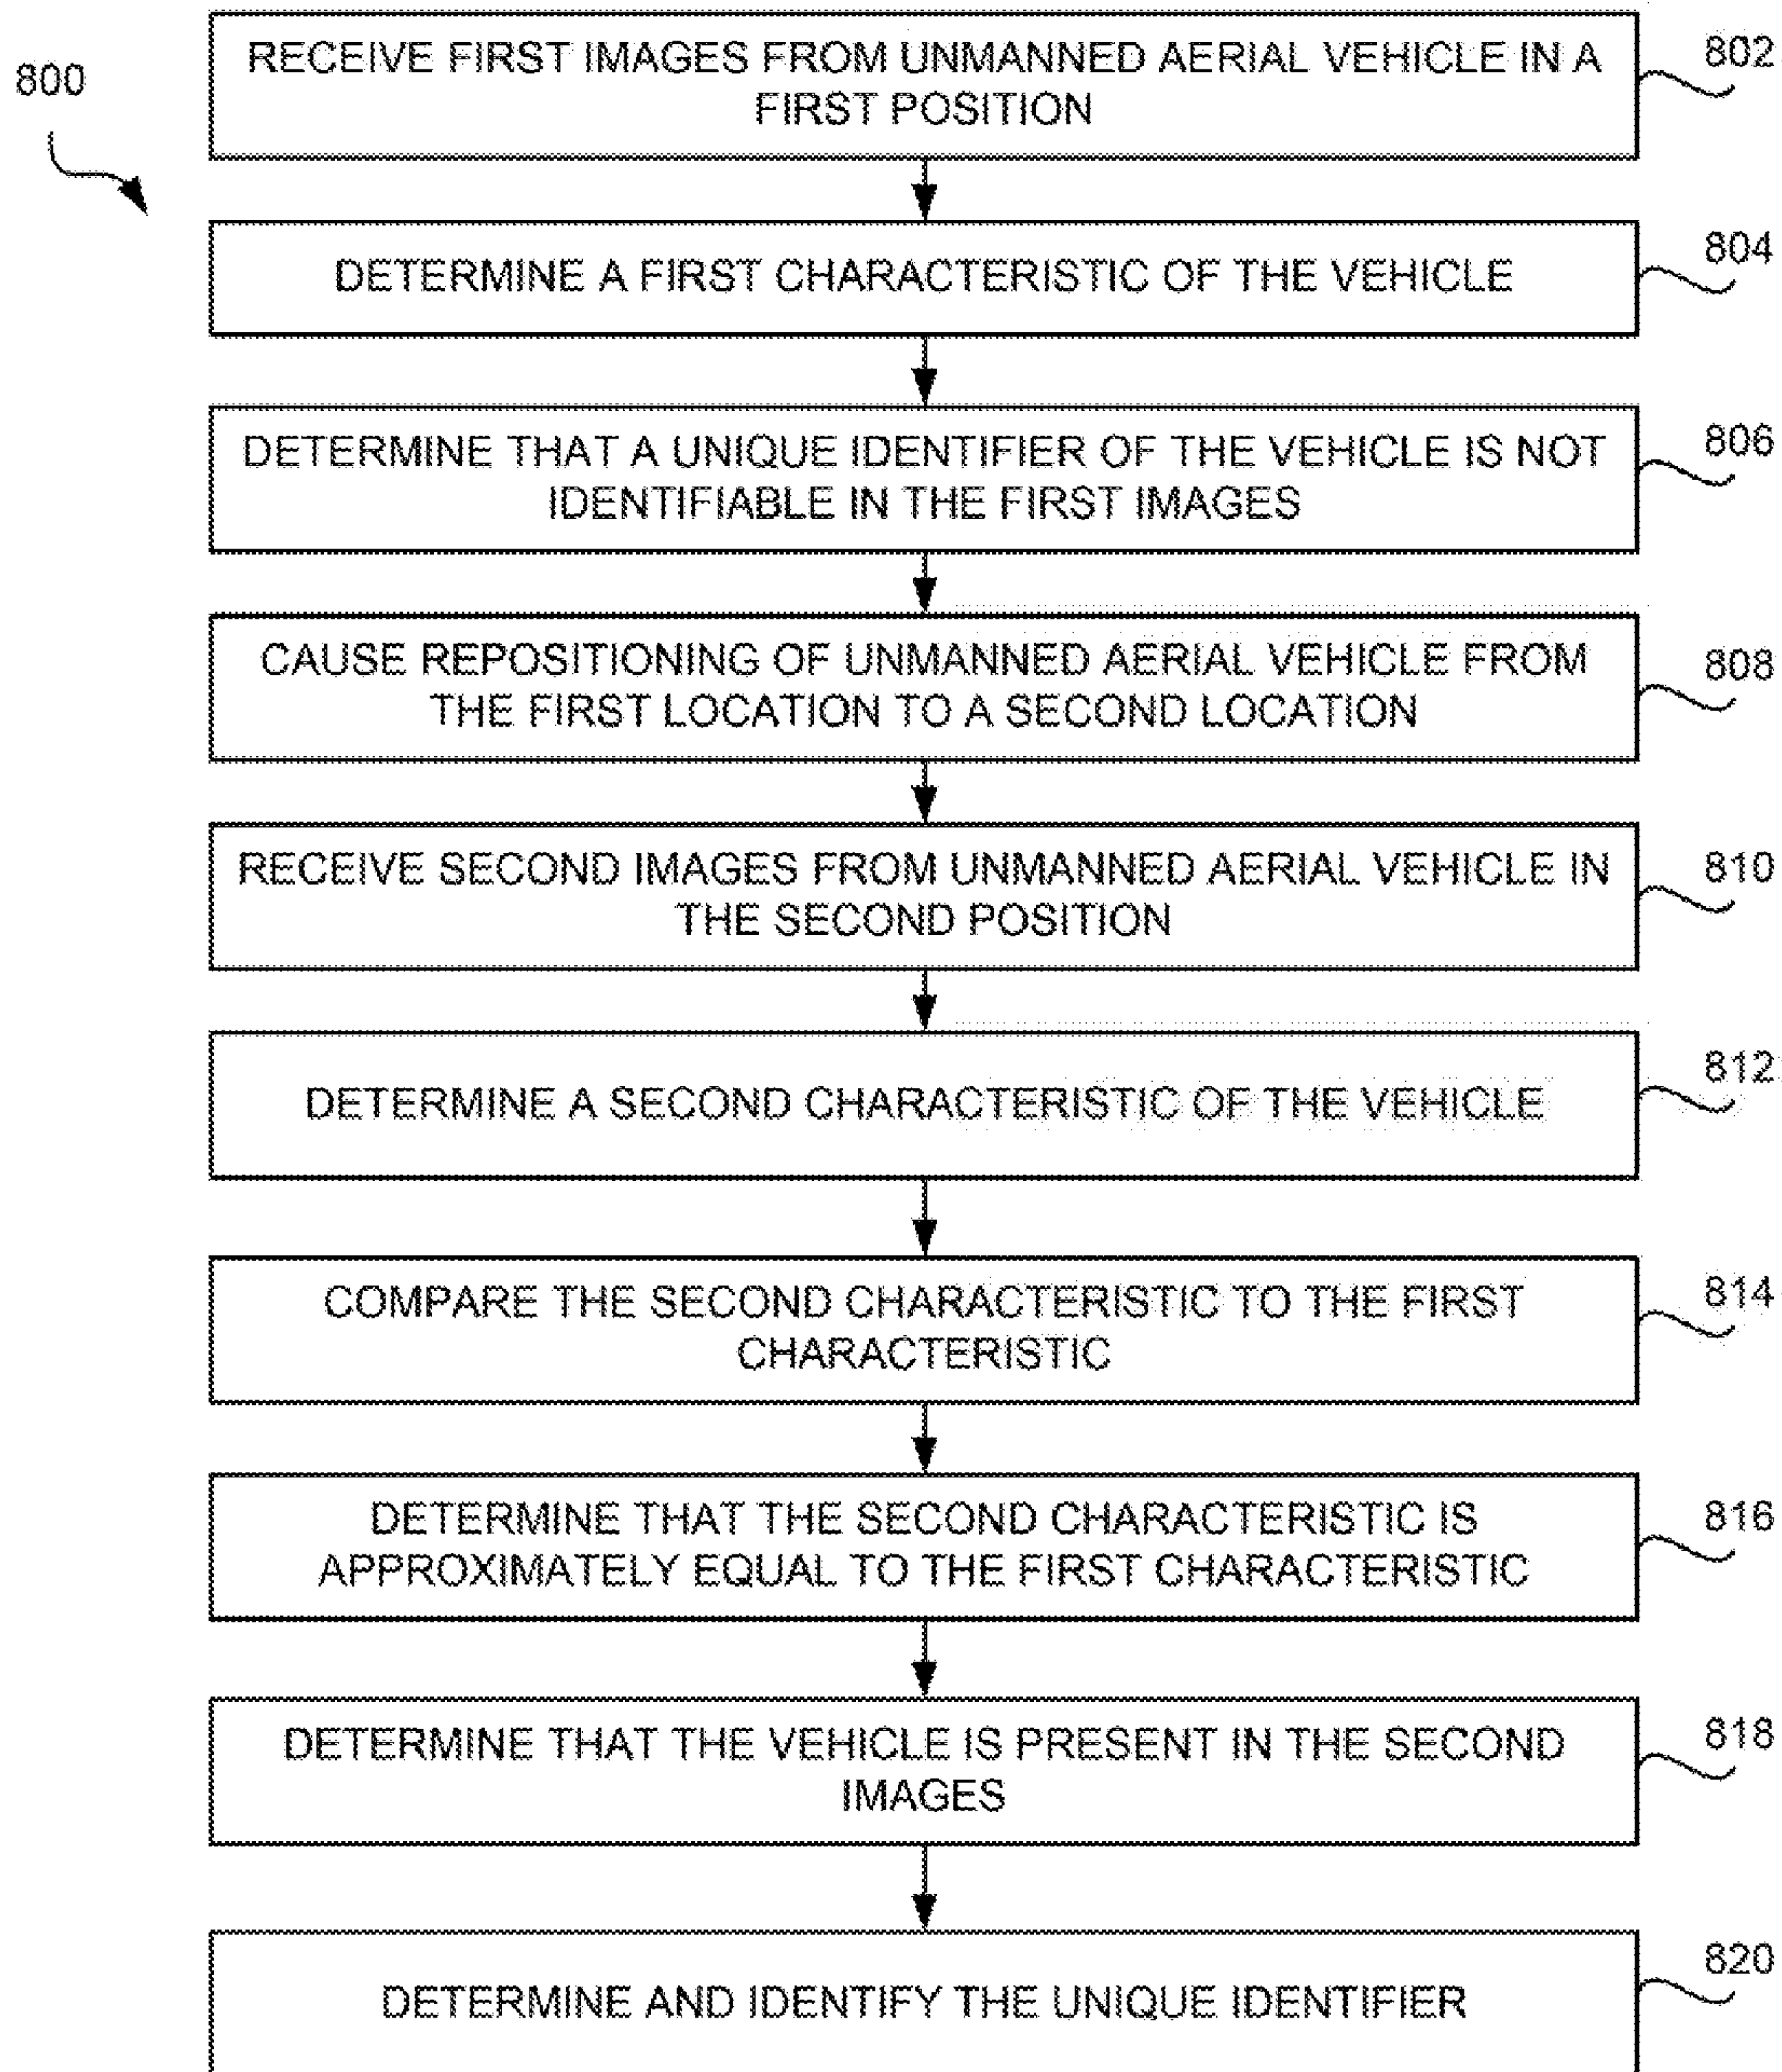 800
RECEIVE FIRST IMAGES FROM UNMANNED AERIAL VEHICLE IN A
FIRST POSITION
802
DETERMINE A FIRST CHARACTERISTIC OF THE VEHICLE
804
DETERMINE THAT A UNIQUE IDENTIFIER OF THE VEHICLE IS NOT
IDENTIFIABLE IN THE FIRST IMAGES
806
CAUSE REPOSITIONING OF UNMANNED AERIAL VEHICLE FROM
THE FIRST LOCATION TO A SECOND LOCATION
808
RECEIVE SECOND IMAGES FROM UNMANNED AERIAL VEHICLE IN
THE SECOND POSITION
810
DETERMINE A SECOND CHARACTERISTIC OF THE VEHICLE
812
COMPARE THE SECOND CHARACTERISTIC TO THE FIRST
CHARACTERISTIC
814
DETERMINE THAT THE SECOND CHARACTERISTIC IS
APPROXIMATELY EQUAL TO THE FIRST CHARACTERISTIC
816
DETERMINE THAT THE VEHICLE IS PRESENT IN THE SECOND
IMAGES
818
DETERMINE AND IDENTIFY THE UNIQUE IDENTIFIER
820